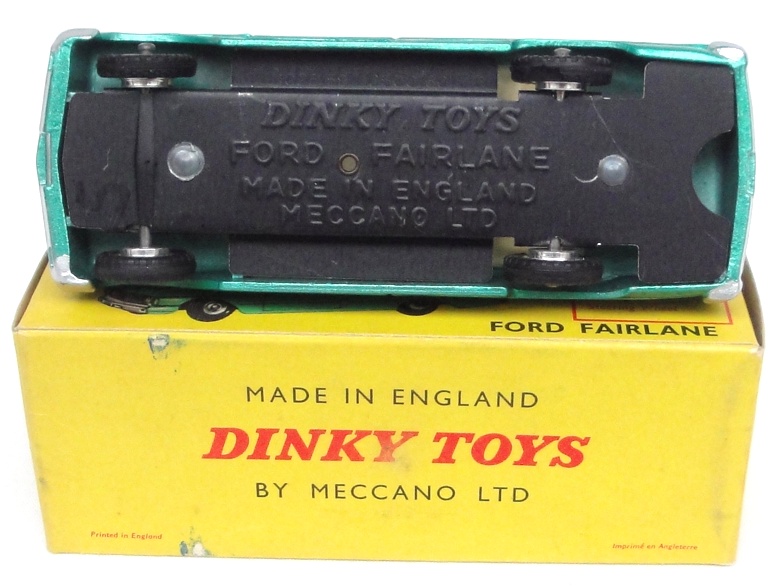 DINKY TOYS
FORD FAIRLANE
MADE IN ENGLAND
MECCANO LTD
FORD FAIRLANE
MADE IN ENGLAND
DINKY TOYS
BY MECCANO LTD
Printed in England
Imprimé en Angleterre